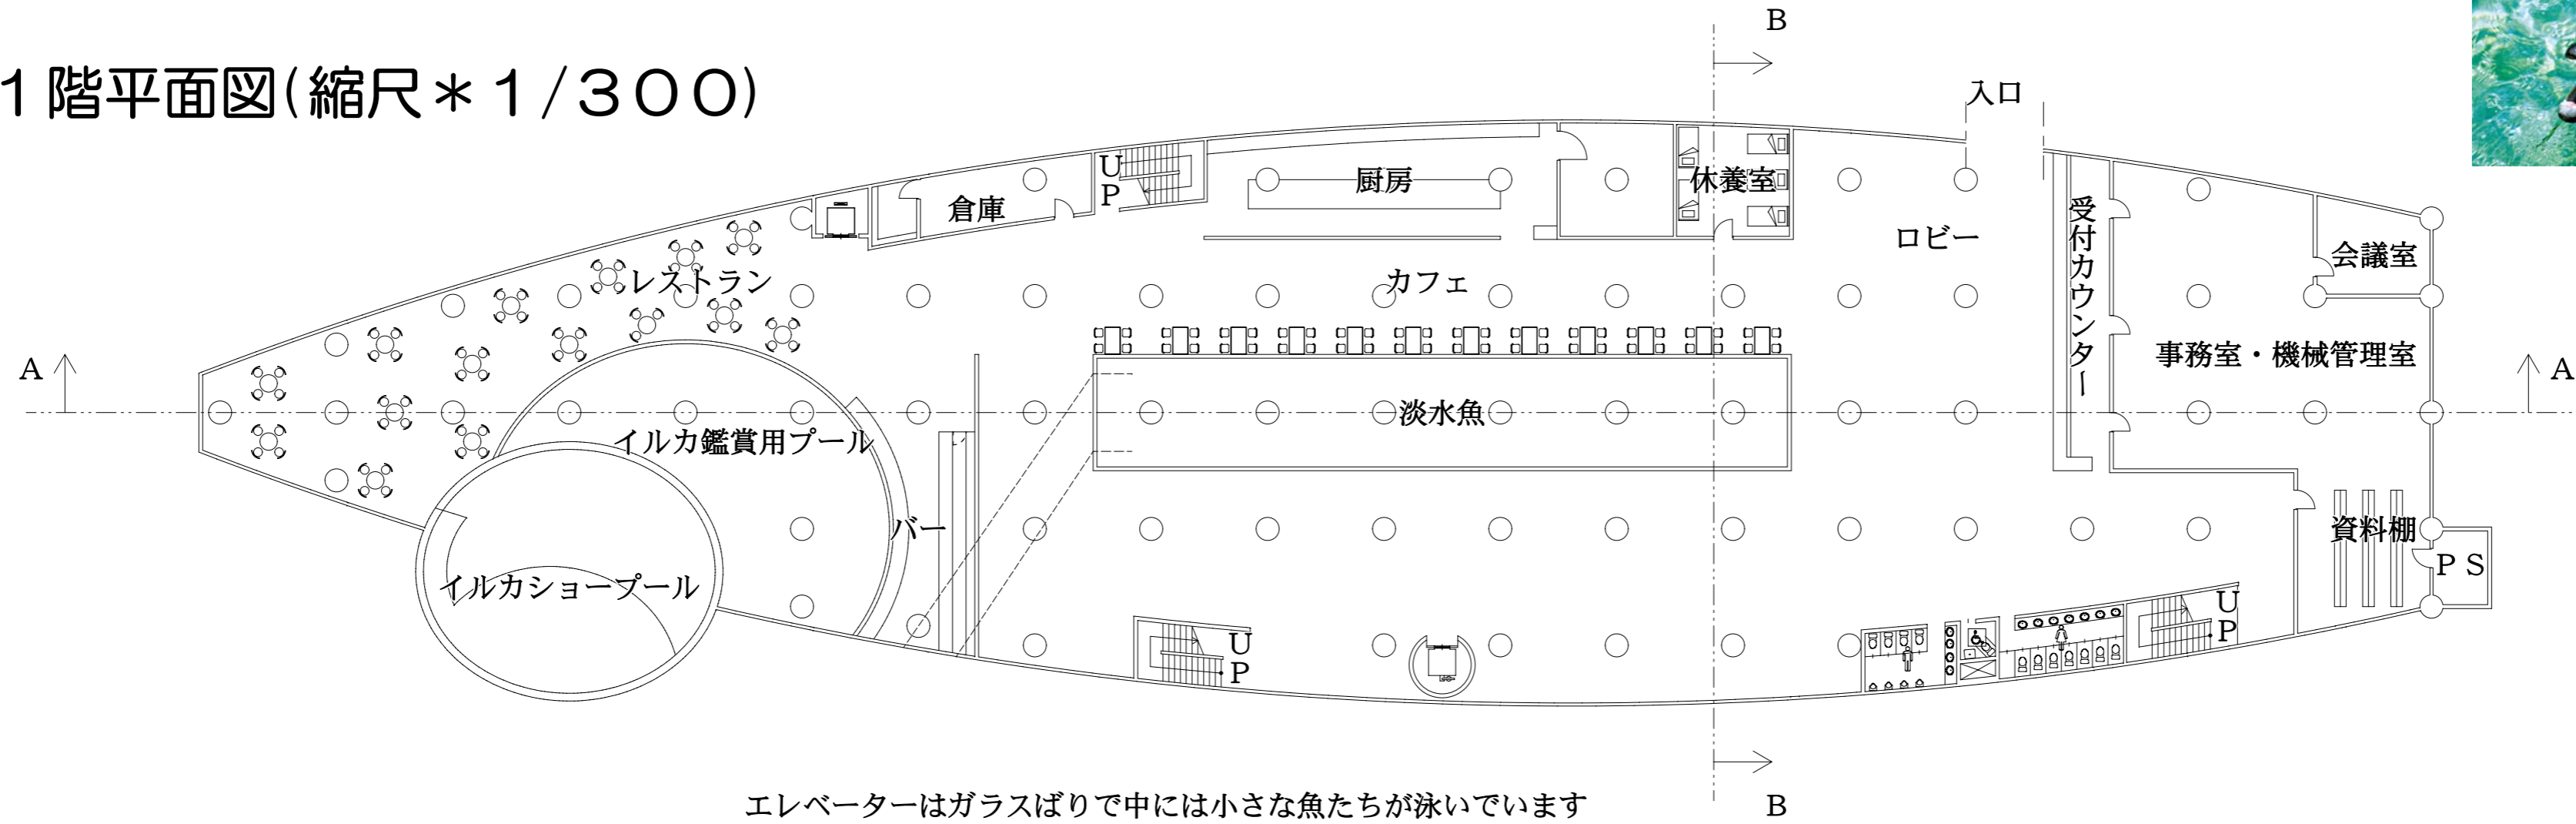 B
1階平面図(縮尺＊1/300)
入口
UP
厨房
休養室
倉庫
受付カウンター
ロビー
会議室
レストラン
カフェ
事務室・機械管理室
A
A
淡水魚
イルカ鑑賞用プール
バー
資料棚
PS
イルカショープール
UP
UP
エレベーターはガラスばりで中には小さな魚たちが泳いでいます
B